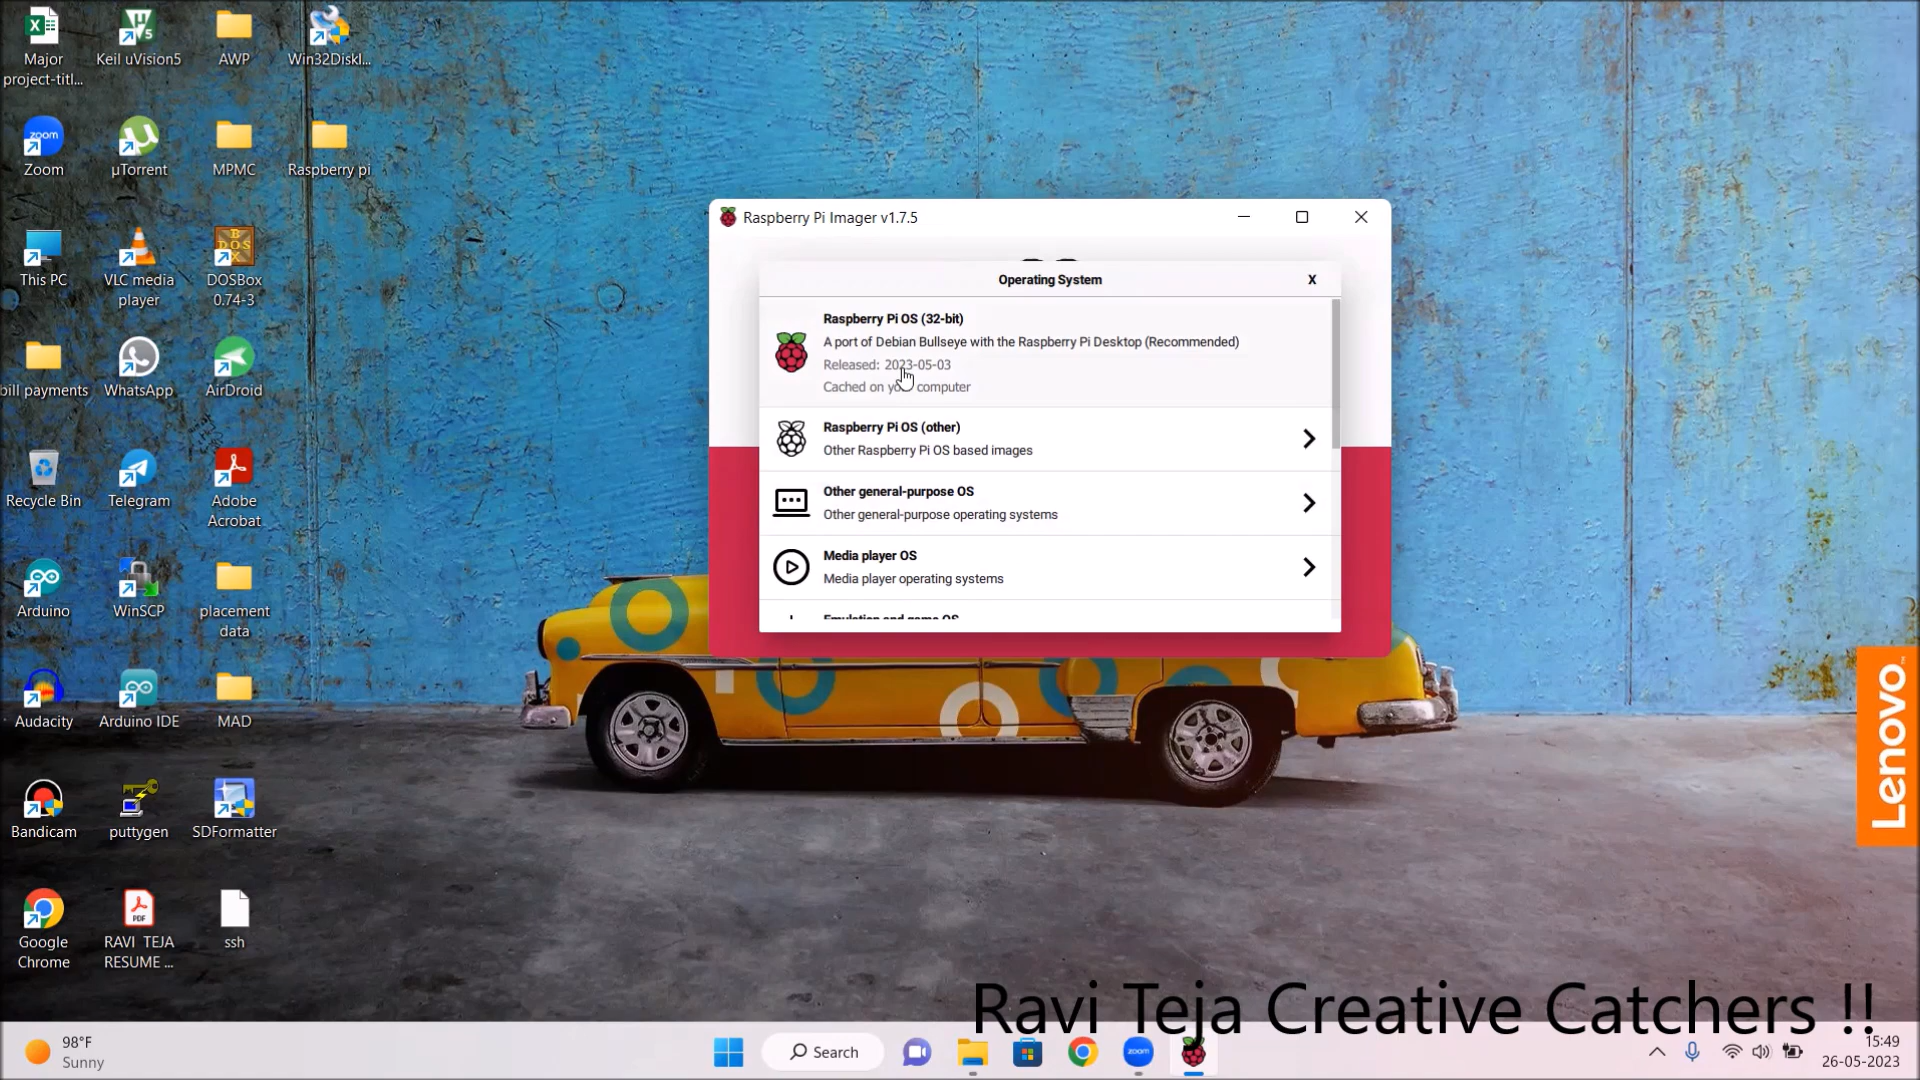 Major
project-titl...
Keil uVision5
AWP
Win32DiskI...
Zoom
µTorrent
MPMC
Raspberry pi
This PC
VLC media
player
DOSBox
0.74-3
bill payments
WhatsApp
AirDroid
Recycle Bin
Telegram
Adobe
Acrobat
Arduino
WinSCP
placement
data
Audacity
Arduino IDE
MAD
Bandicam
puttygen
SDFormatter
Google
Chrome
RAVI TEJA
RESUME ...
ssh
Raspberry Pi Imager v1.7.5
Operating System
X
Raspberry Pi OS (32-bit)
A port of Debian Bullseye with the Raspberry Pi Desktop (Recommended)
Released: 2023-05-03
Cached on your computer
Raspberry Pi OS (other)
Other Raspberry Pi OS based images
Other general-purpose OS
Other general-purpose operating systems
Media player OS
Media player operating systems
Emulation and game OS
Lenovo
Ravi Teja Creative Catchers !!
98°F
Sunny
Search
zoom
15:49
26-05-2023